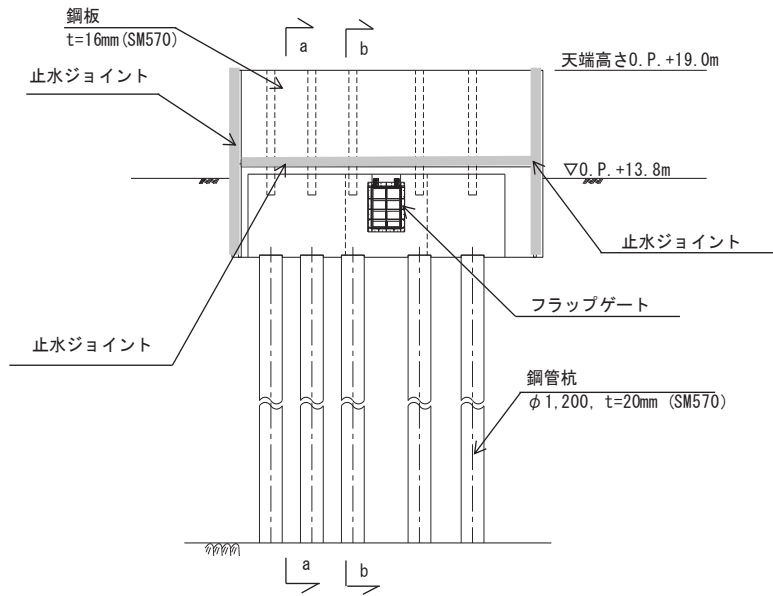 鋼板
t=16mm(SM570)
a
b
天端高さO.P.+19.0m
止水ジョイント
▽O.P.+13.8m
止水ジョイント
フラップゲート
止水ジョイント
鋼管杭
φ1,200, t=20mm (SM570)
a
b